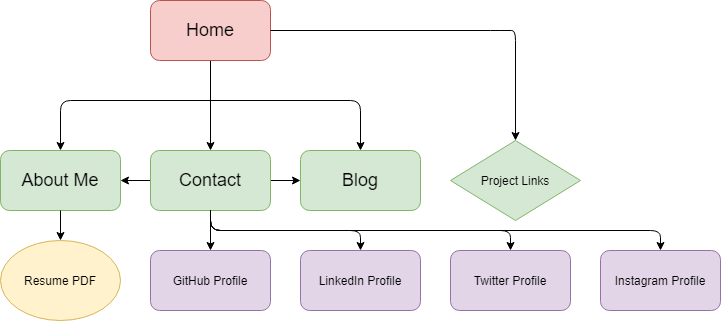 Home
About Me
Contact
Blog
Project Links
Resume PDF
GitHub Profile
LinkedIn Profile
Twitter Profile
Instagram Profile